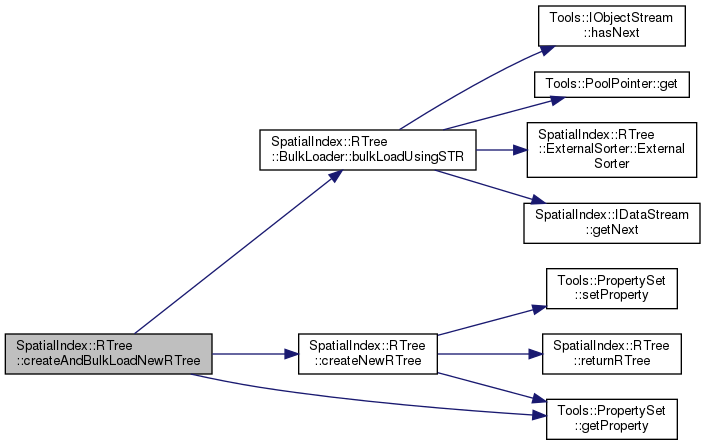 SpatialIndex::RTree
::createAndBulkLoadNewRTree
SpatialIndex::RTree
::BulkLoader::bulkLoadUsingSTR
Tools::IObjectStream
::hasNext
Tools::PoolPointer::get
SpatialIndex::RTree
::ExternalSorter::External
Sorter
SpatialIndex::IDataStream
::getNext
SpatialIndex::RTree
::createNewRTree
Tools::PropertySet
::setProperty
SpatialIndex::RTree
::returnRTree
Tools::PropertySet
::getProperty